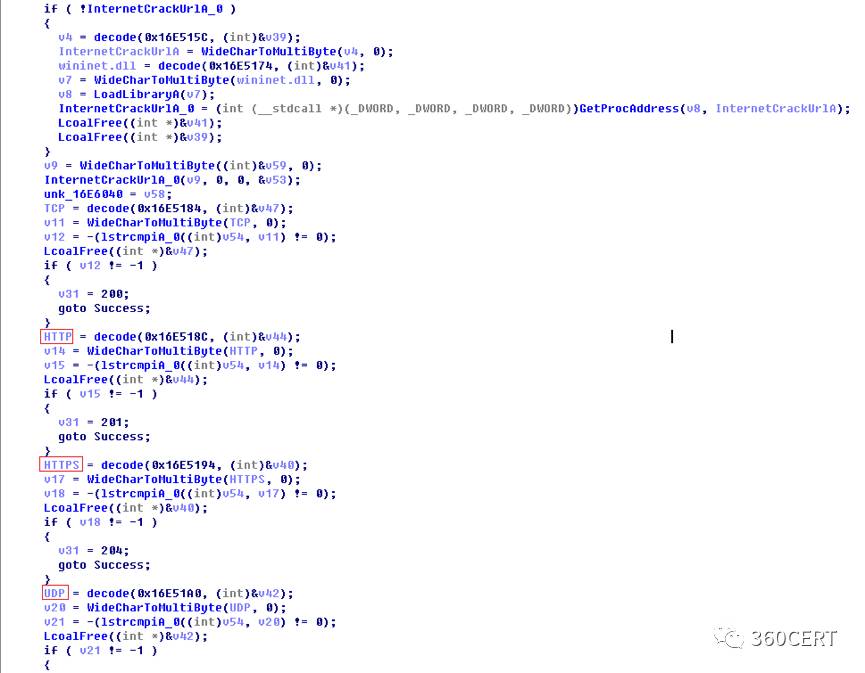 if ( !InternetCrackUrlA_0 )
{
v4 = decode(0x16E515C, (int)&v39);
InternetCrackUrlA = WideCharToMultiByte(v4, 0);
wininet.dll = decode(0x16E5174, (int)&v41);
v7 = WideCharToMultiByte(wininet.dll, 0);
v8 = LoadLibraryA(v7);
InternetCrackUrlA_0 = (int (__stdcall *)(_DWORD, _DWORD, _DWORD, _DWORD))GetProcAddress(v8, InternetCrackUrlA);
LcoalFree((int *)&v41);
LcoalFree((int *)&v39);
}
v9 = WideCharToMultiByte((int)&v59, 0);
InternetCrackUrlA_0(v9, 0, 0, &v53);
unk_16E6040 = v58;
TCP = decode(0x16E5184, (int)&v47);
v11 = WideCharToMultiByte(TCP, 0);
v12 = -(lstrcmpiA_0((int)v54, v11) != 0);
LcoalFree((int *)&v47);
if ( v12 != -1 )
{
v31 = 200;
goto Success;
}
HTTP = decode(0x16E518C, (int)&v44);
v14 = WideCharToMultiByte(HTTP, 0);
v15 = -(lstrcmpiA_0((int)v54, v14) != 0);
LcoalFree((int *)&v44);
if ( v15 != -1 )
{
v31 = 201;
goto Success;
}
HTTPS = decode(0x16E5194, (int)&v40);
v17 = WideCharToMultiByte(HTTPS, 0);
v18 = -(lstrcmpiA_0((int)v54, v17) != 0);
LcoalFree((int *)&v40);
if ( v18 != -1 )
{
v31 = 204;
goto Success;
}
UDP = decode(0x16E51A0, (int)&v42);
v20 = WideCharToMultiByte(UDP, 0);
v21 = -(lstrcmpiA_0((int)v54, v20) != 0);
LcoalFree((int *)&v42);
if ( v21 != -1 )
{
360CERT